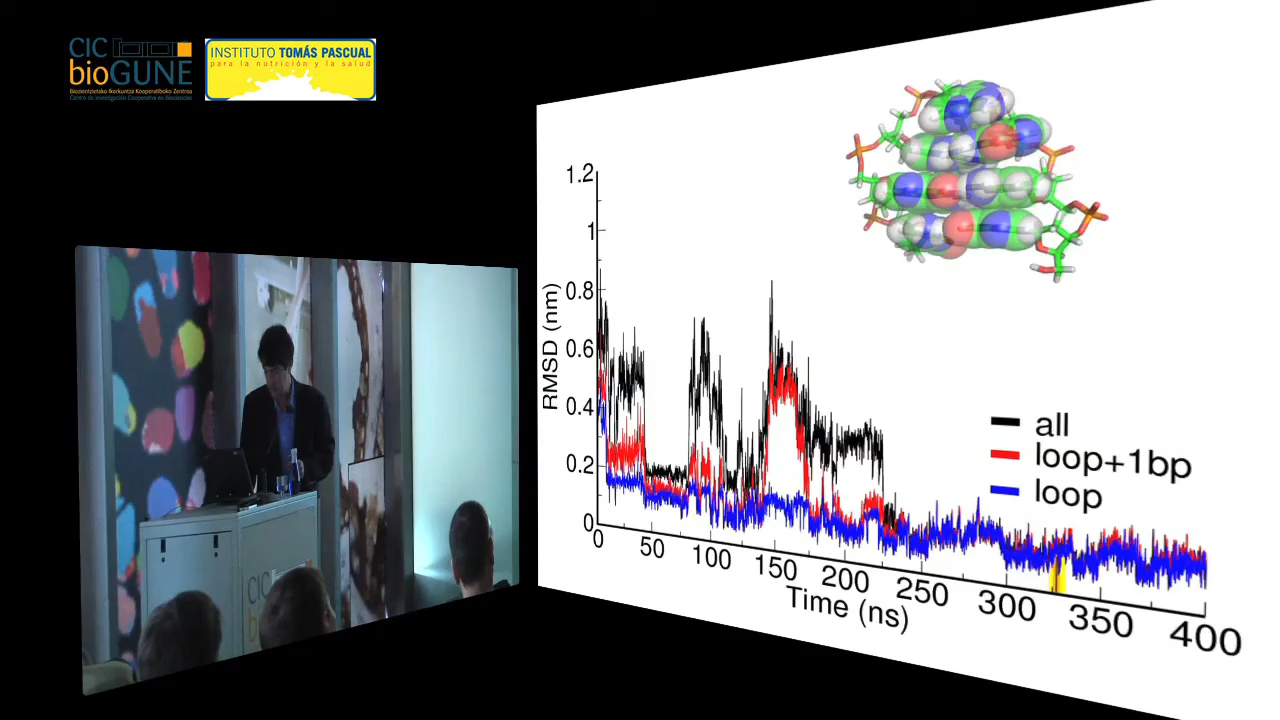 CIC
bioGUNE
Biozientzietako Ikerkuntza Kooperatiboko Zentroa
Centro de Investigación Cooperativa en Biociencias
INSTITUTO TOMÁS PASCUAL
para la nutrición y la salud
1.2
1
0.8
0.6
0.4
0.2
0
RMSD (nm)
0
50
100
150
200
250
300
350
400
Time (ns)
all
loop+1bp
loop
CIC